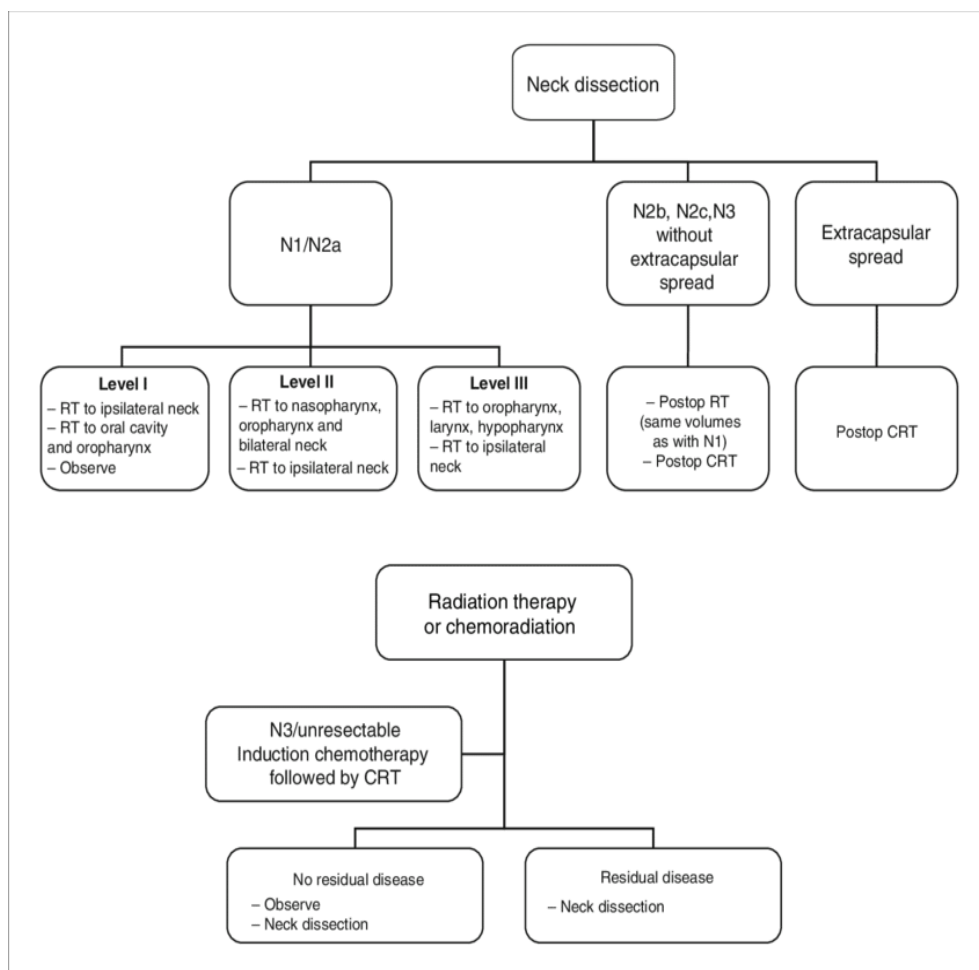 Neck dissection
N1/N2a
N2b, N2c,N3
without
extracapsular
spread
Extracapsular
spread
Level I
– RT to ipsilateral neck
– RT to oral cavity
and oropharynx
– Observe
Level II
– RT to nasopharynx,
oropharynx and
bilateral neck
– RT to ipsilateral neck
Level III
– RT to oropharynx,
larynx, hypopharynx
– RT to ipsilateral
neck
– Postop RT
(same volumes
as with N1)
– Postop CRT
Postop CRT
Radiation therapy
or chemoradiation
N3/unresectable
Induction chemotherapy
followed by CRT
No residual disease
– Observe
– Neck dissection
Residual disease
– Neck dissection